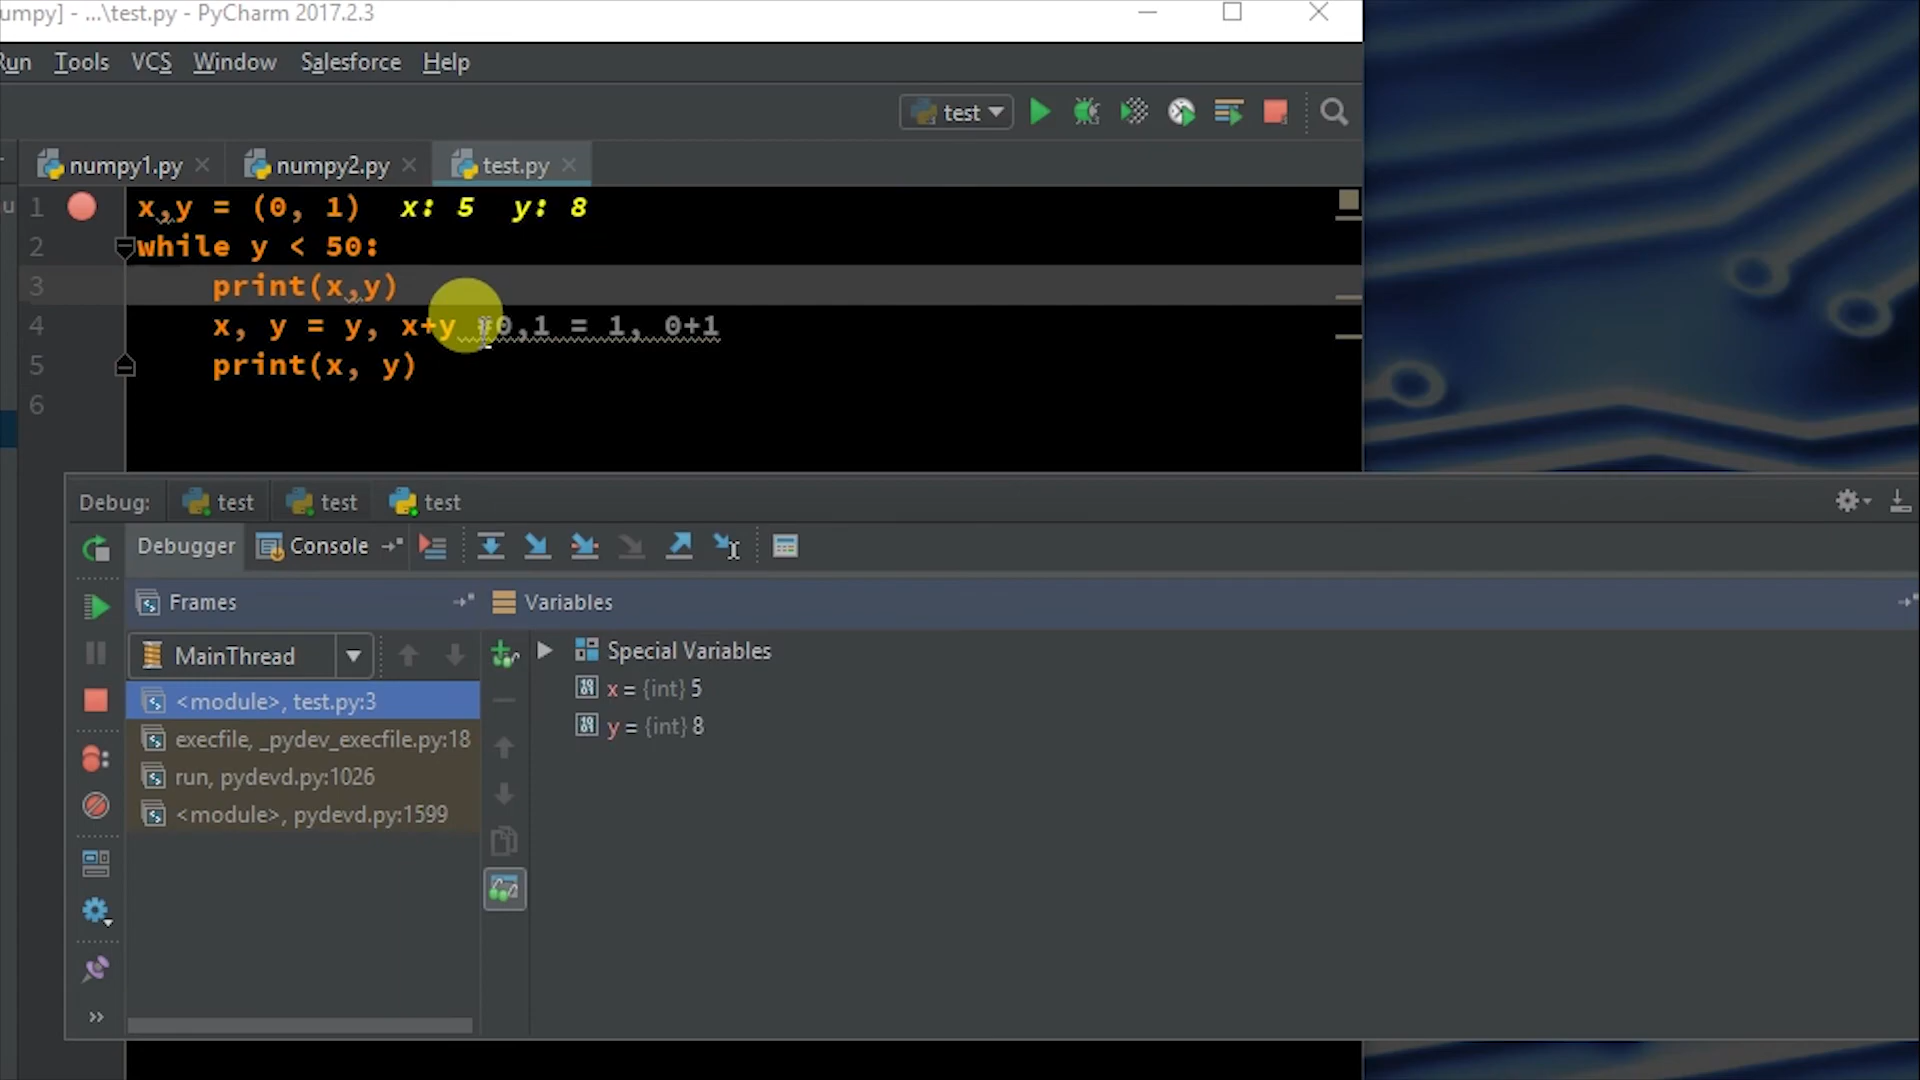 umpy] - ...\test.py - PyCharm 2017.2.3
Run Tools VCS Window Salesforce Help
test
numpy1.py numpy2.py test.py
u 1 x,y = (0, 1) x: 5 y: 8
2 while y < 50:
3 print(x,y)
4 x, y = y, x+y #0,1 = 1, 0+1
5 print(x, y)
6
Debug: test test test
Debugger Console
Frames Variables
MainThread Special Variables
<module>, test.py:3 x = {int} 5
execfile, _pydev_execfile.py:18 y = {int} 8
run, pydevd.py:1026
<module>, pydevd.py:1599